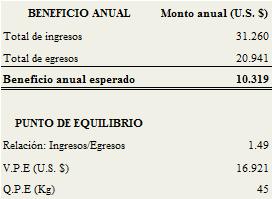 BENEFICIO ANUAL Monto anual (U.S. $)
Total de ingresos 31.260
Total de egresos 20.941
Beneficio anual esperado 10.319
PUNTO DE EQUILIBRIO
Relación: Ingresos/Egresos 1.49
V.P.E (U.S. $) 16.921
Q.P.E (Kg) 45